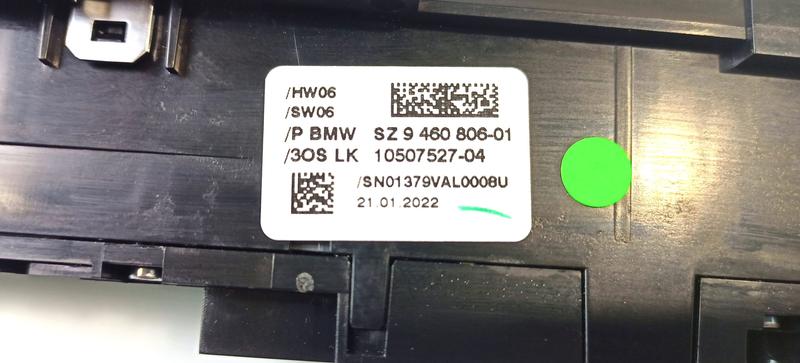 /HW06
/SW06
/P BMW SZ 9 460 806-01
/3OS LK 10507527-04
/SN01379VAL0008U
21.01.2022